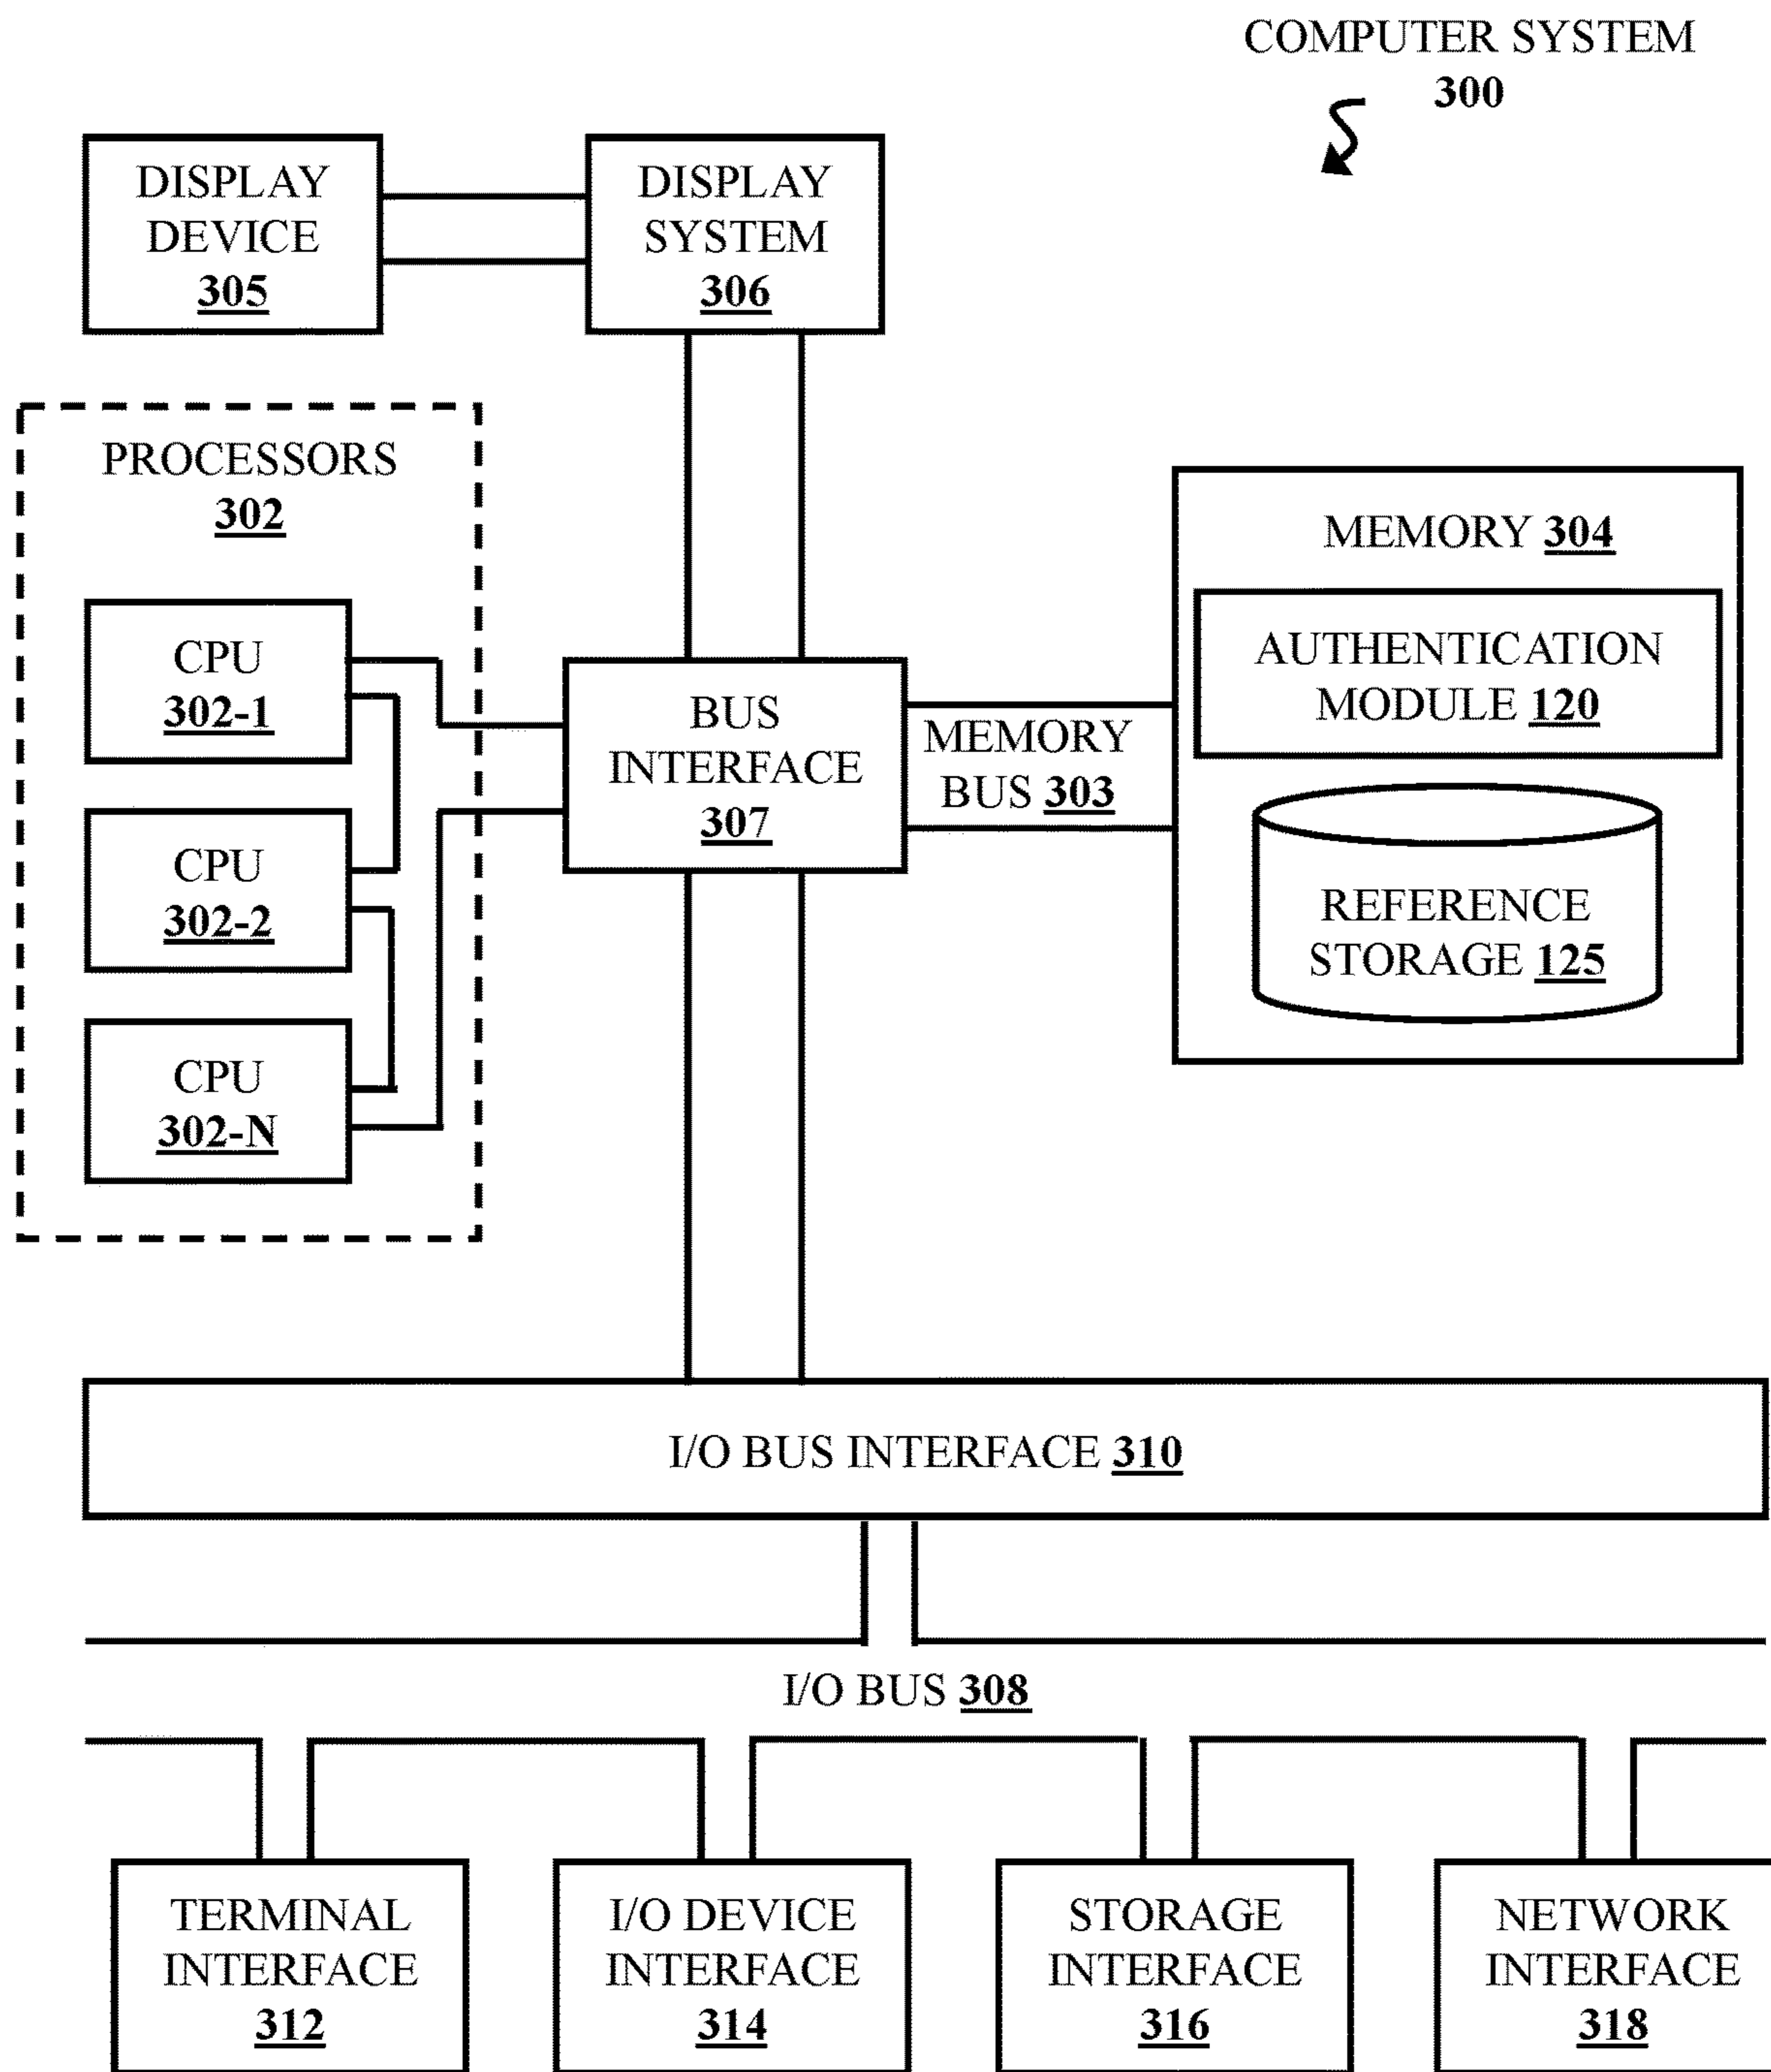 COMPUTER SYSTEM
300
DISPLAY
DEVICE
305
DISPLAY
SYSTEM
306
PROCESSORS
302
CPU
302-1
CPU
302-2
CPU
302-N
BUS
INTERFACE
307
MEMORY
BUS 303
MEMORY 304
AUTHENTICATION
MODULE 120
REFERENCE
STORAGE 125
I/O BUS INTERFACE 310
I/O BUS 308
TERMINAL
INTERFACE
312
I/O DEVICE
INTERFACE
314
STORAGE
INTERFACE
316
NETWORK
INTERFACE
318